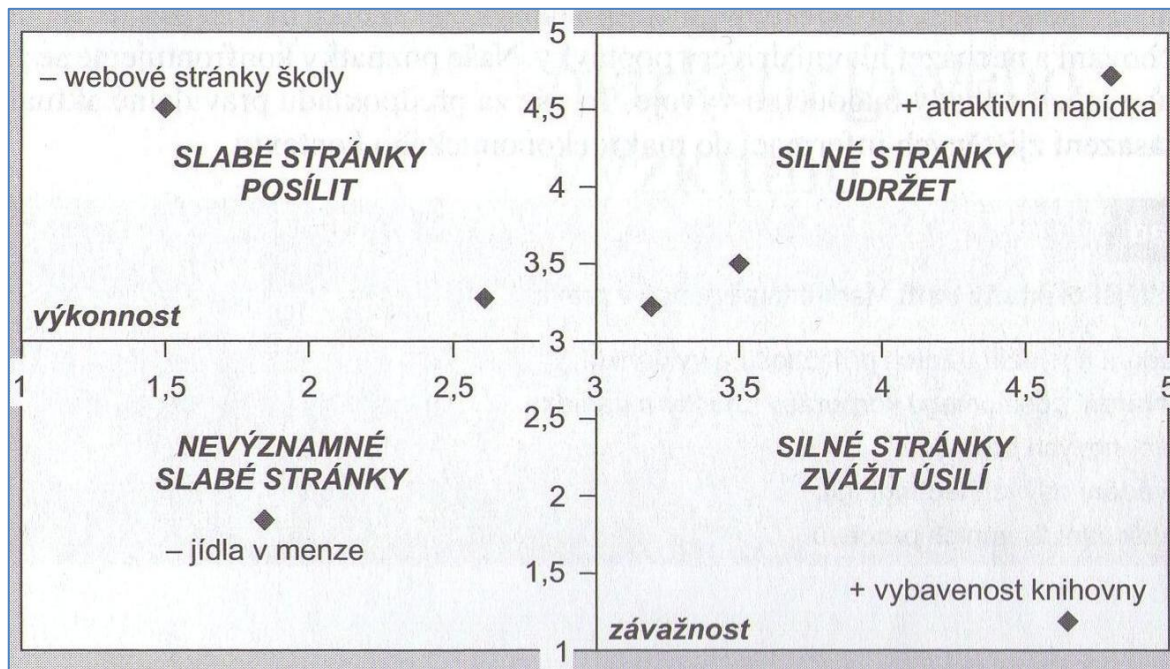 5
– webové stránky školy
4,5
+ atraktivní nabídka
SLABÉ STRÁNKY
POSÍLIT
SILNÉ STRÁNKY
UDRŽET
4
3,5
výkonnost
3
1
1,5
2
2,5
3
3,5
4
4,5
5
2,5
NEVÝZNAMNÉ
SLABÉ STRÁNKY
SILNÉ STRÁNKY
ZVÁŽIT ÚSILÍ
2
– jídla v menze
1,5
+ vybavenost knihovny
závažnost
1